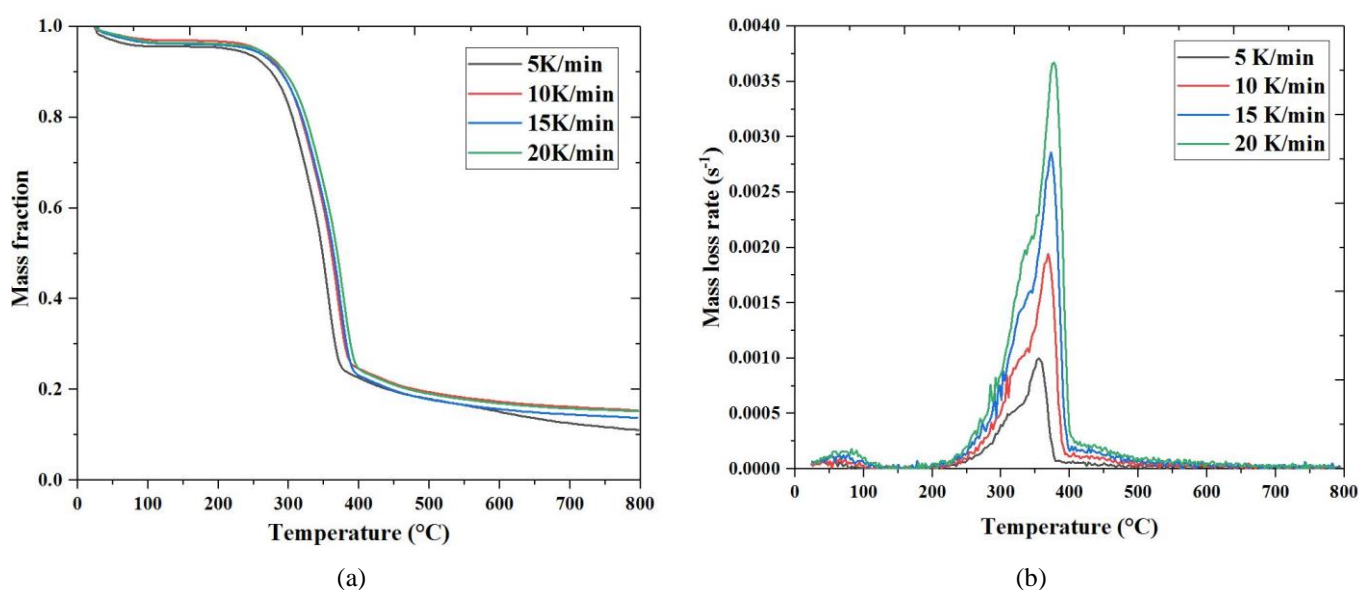 1.0
0.8
0.6
0.4
0.2
0.0
Mass fraction
0 100 200 300 400 500 600 700 800
Temperature (°C)
5K/min
10K/min
15K/min
20K/min
(a)
0.0040
0.0035
0.0030
0.0025
0.0020
0.0015
0.0010
0.0005
0.0000
Mass loss rate (s⁻¹)
0 100 200 300 400 500 600 700 800
Temperature (°C)
5 K/min
10 K/min
15 K/min
20 K/min
(b)